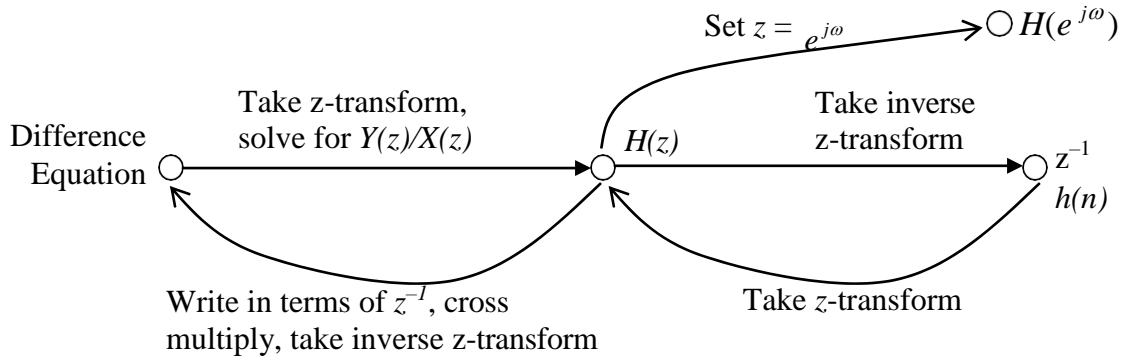 Set z = e^{jω}
H(e^{jω})
Take z-transform,
solve for Y(z)/X(z)
Take inverse
z-transform
Difference
Equation
H(z)
z^{-1}
h(n)
Write in terms of z^{-1}, cross
multiply, take inverse z-transform
Take z-transform